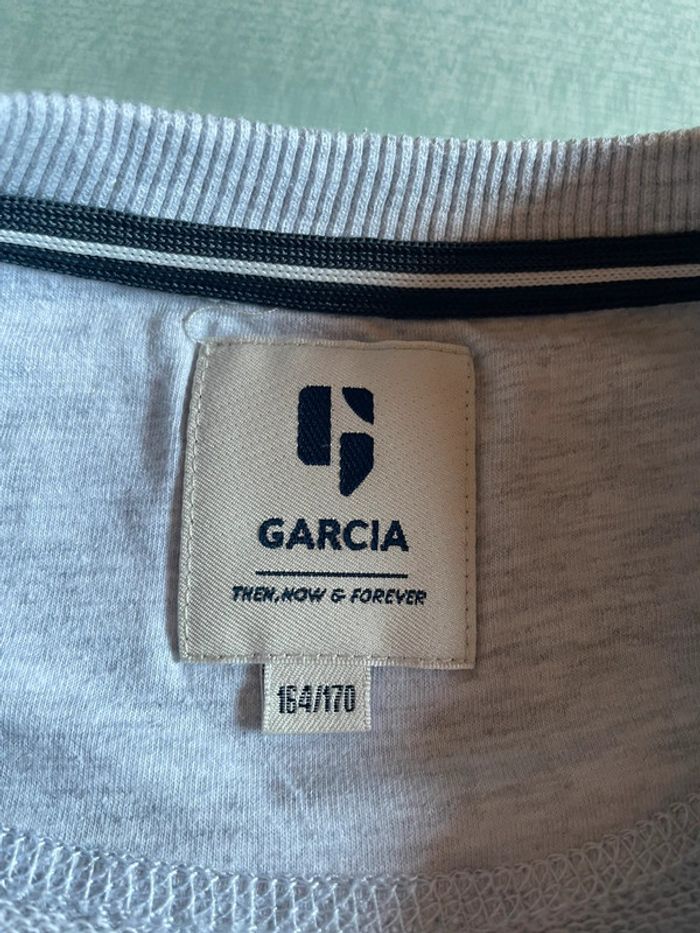 GARCIA
THEN, NOW & FOREVER
164/170